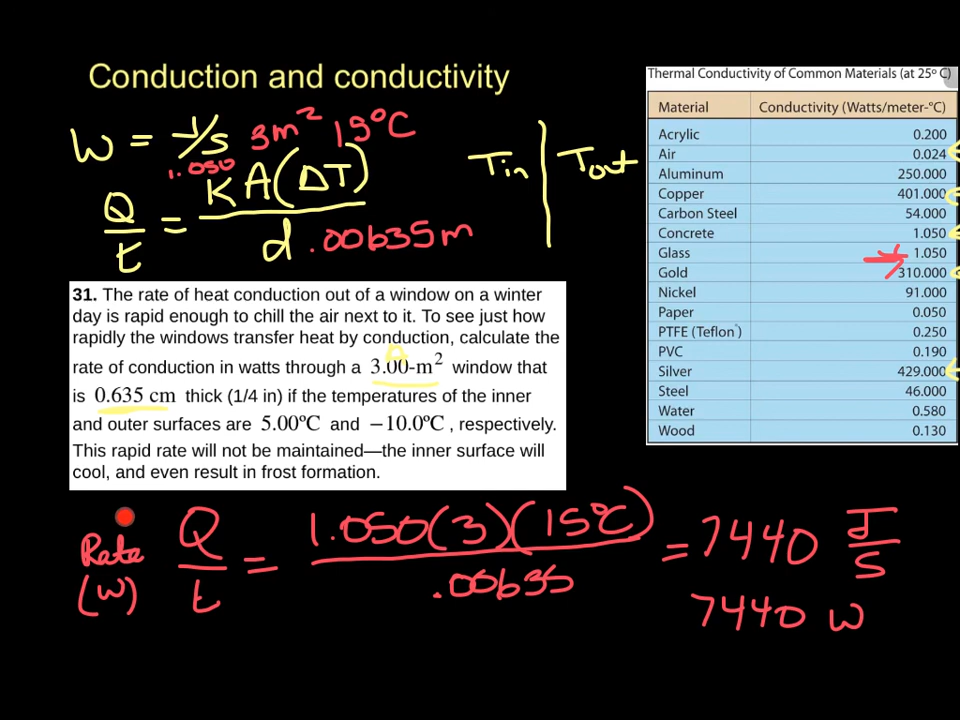 Conduction and conductivity
W = J/s 3m² 15°C
1.050
Q/t = KA(ΔT)/d .00635m
Tin | Tout
31. The rate of heat conduction out of a window on a winter
day is rapid enough to chill the air next to it. To see just how
rapidly the windows transfer heat by conduction, calculate the
A
rate of conduction in watts through a 3.00-m² window that
is 0.635 cm thick (1/4 in) if the temperatures of the inner
and outer surfaces are 5.00ºC and −10.0ºC , respectively.
This rapid rate will not be maintained—the inner surface will
cool, and even result in frost formation.
Thermal Conductivity of Common Materials (at 25º C)
Material Conductivity (Watts/meter-°C)
Acrylic 0.200
Air 0.024
Aluminum 250.000
Copper 401.000
Carbon Steel 54.000
Concrete 1.050
Glass 1.050
Gold 310.000
Nickel 91.000
Paper 0.050
PTFE (Teflon) 0.250
PVC 0.190
Silver 429.000
Steel 46.000
Water 0.580
Wood 0.130
Rate (W) Q/t = 1.050(3)(15°C)/.00635 = 7440 J/s
7440 W